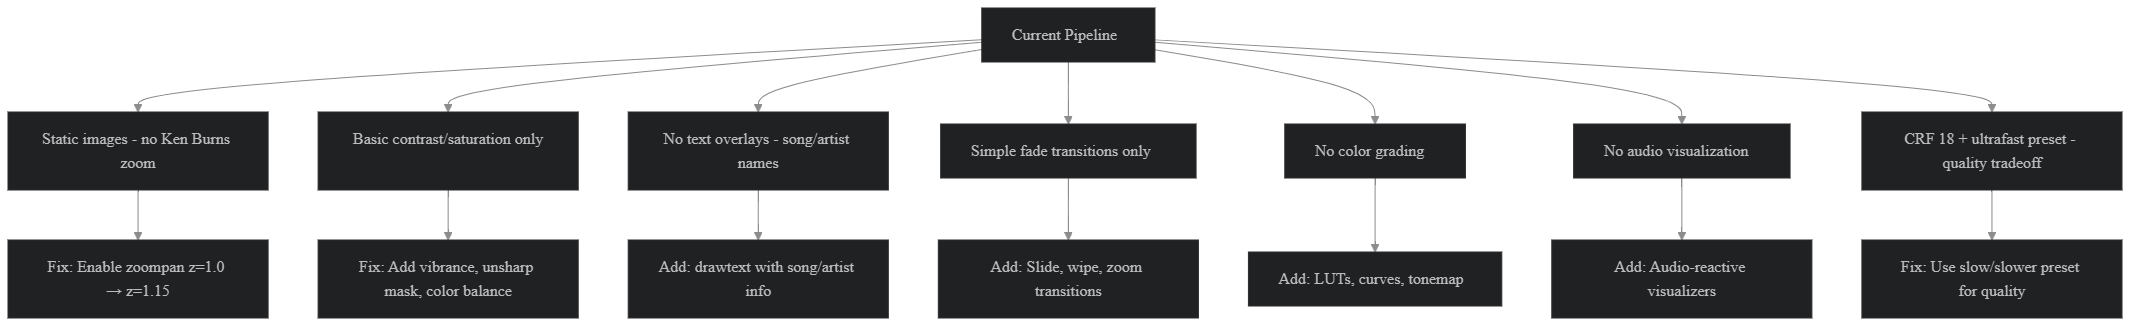 Current Pipeline
Static images - no Ken Burns
zoom
Basic contrast/saturation only
No text overlays - song/artist
names
Simple fade transitions only
No color grading
No audio visualization
CRF 18 + ultrafast preset -
quality tradeoff
Fix: Enable zoompan z=1.0
→ z=1.15
Fix: Add vibrance, unsharp
mask, color balance
Add: drawtext with song/artist
info
Add: Slide, wipe, zoom
transitions
Add: LUTs, curves, tonemap
Add: Audio-reactive
visualizers
Fix: Use slow/slower preset
for quality